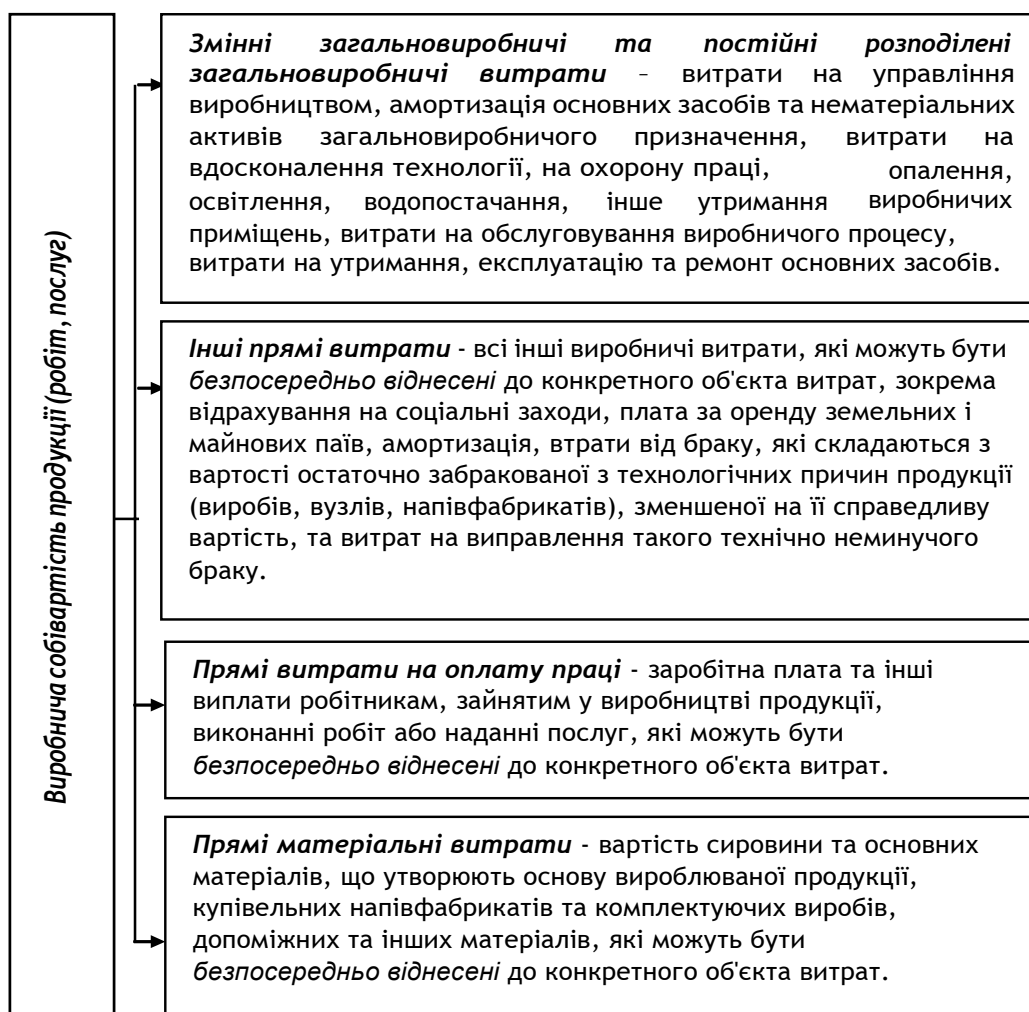 Виробнича собівартість продукції (робіт, послуг)
Змінні загальновиробничі та постійні розподілені
загальновиробничі витрати – витрати на управління
виробництвом, амортизація основних засобів та нематеріальних
активів загальновиробничого призначення, витрати на
вдосконалення технології, на охорону праці, опалення,
освітлення, водопостачання, інше утримання виробничих
приміщень, витрати на обслуговування виробничого процесу,
витрати на утримання, експлуатацію та ремонт основних засобів.
Інші прямі витрати - всі інші виробничі витрати, які можуть бути
безпосередньо віднесені до конкретного об'єкта витрат, зокрема
відрахування на соціальні заходи, плата за оренду земельних і
майнових паїв, амортизація, втрати від браку, які складаються з
вартості остаточно забракованої з технологічних причин продукції
(виробів, вузлів, напівфабрикатів), зменшеної на її справедливу
вартість, та витрат на виправлення такого технічно неминучого
браку.
Прямі витрати на оплату праці - заробітна плата та інші
виплати робітникам, зайнятим у виробництві продукції,
виконанні робіт або наданні послуг, які можуть бути
безпосередньо віднесені до конкретного об'єкта витрат.
Прямі матеріальні витрати - вартість сировини та основних
матеріалів, що утворюють основу вироблюваної продукції,
купівельних напівфабрикатів та комплектуючих виробів,
допоміжних та інших матеріалів, які можуть бути
безпосередньо віднесені до конкретного об'єкта витрат.